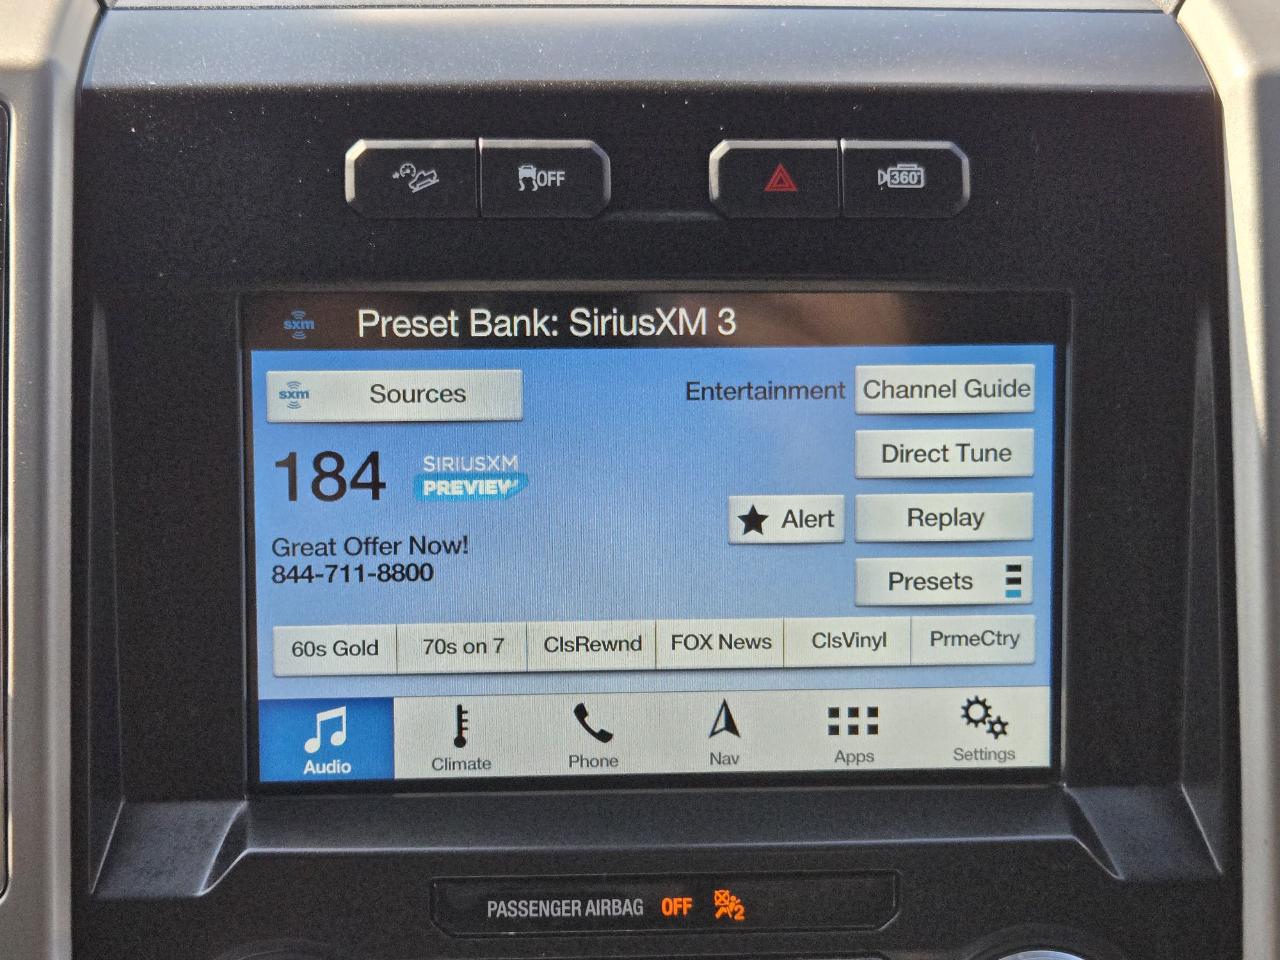 OFF
360°
sxm
Preset Bank: SiriusXM 3
sxm
Sources
Entertainment
Channel Guide
184
SIRIUSXM
PREVIEW
Direct Tune
Alert
Replay
Great Offer Now!
844-711-8800
Presets
60s Gold
70s on 7
ClsRewnd
FOX News
ClsVinyl
PrmeCtry
Audio
Climate
Phone
Nav
Apps
Settings
PASSENGER AIRBAG OFF
2